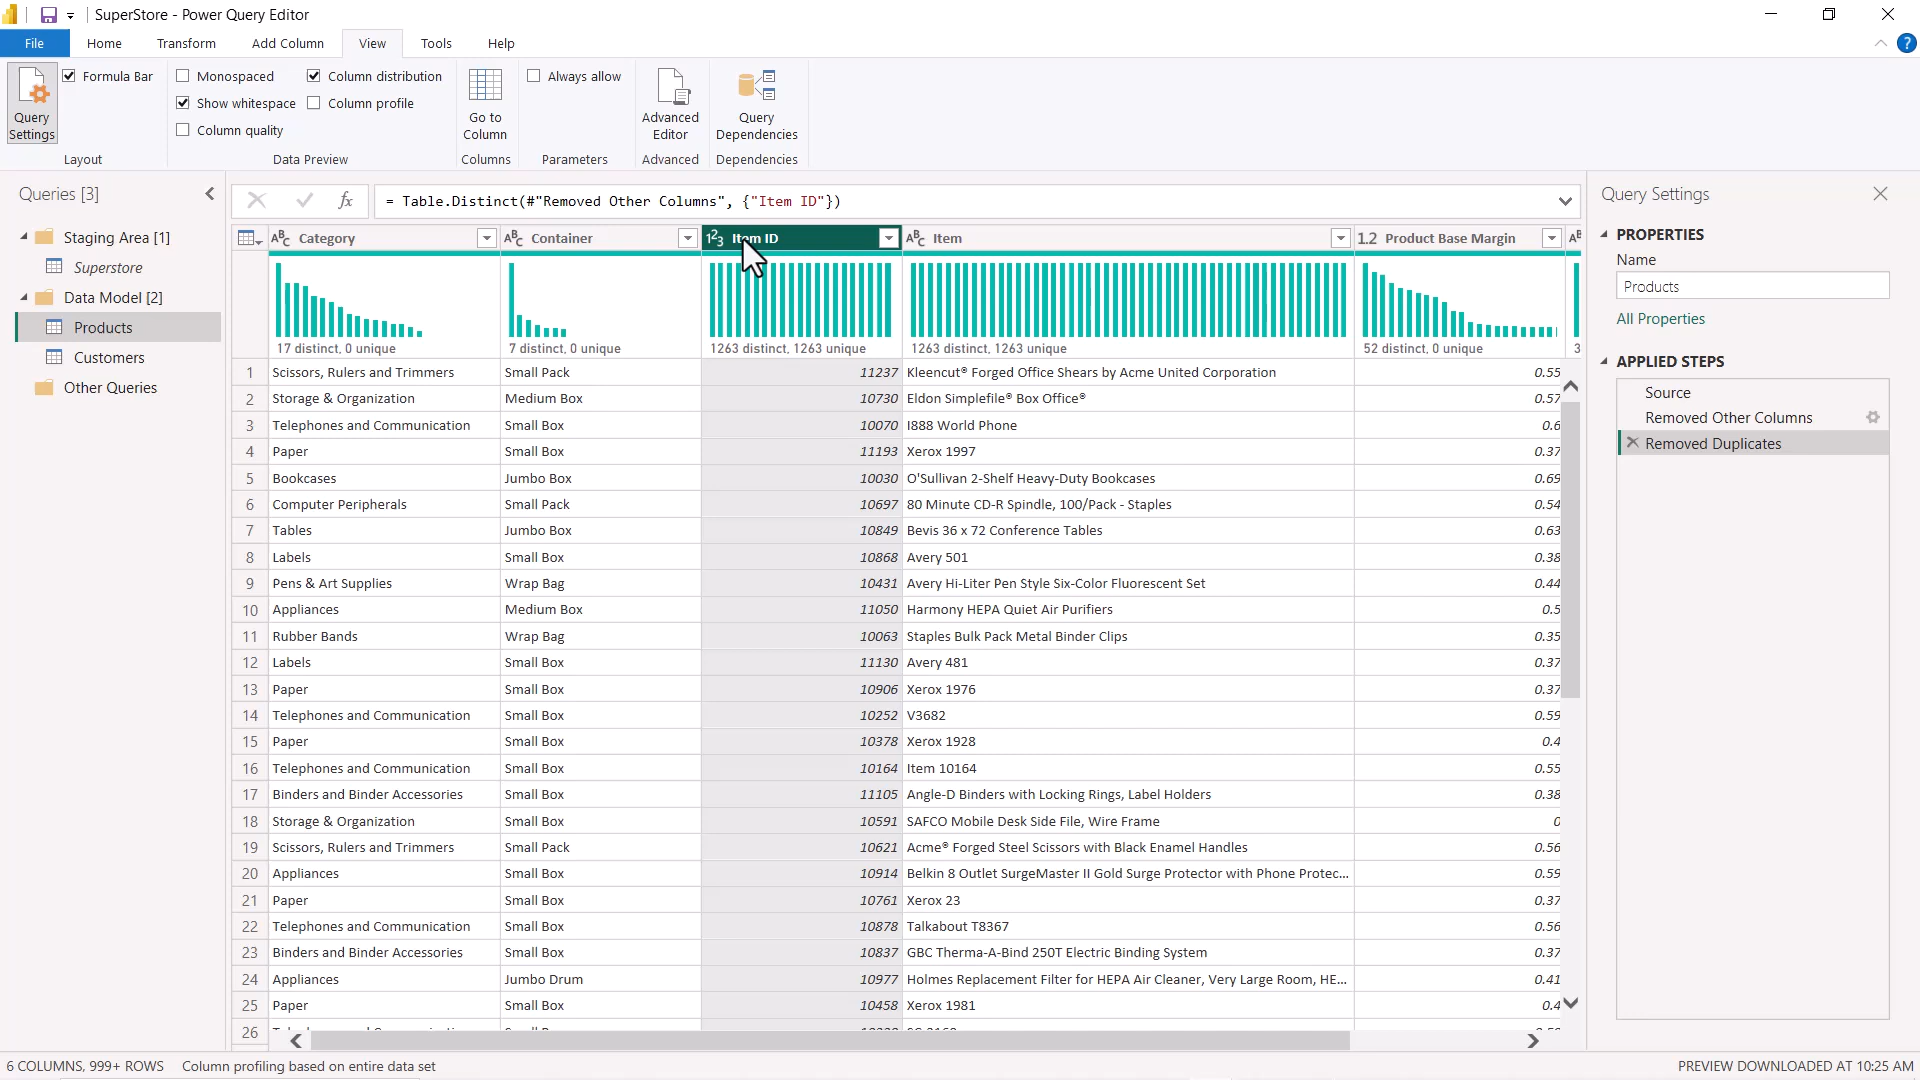 SuperStore - Power Query Editor
File Home Transform Add Column View Tools Help
Query Settings
Formula Bar
Layout
Monospaced
Show whitespace
Column quality
Column distribution
Column profile
Data Preview
Go to Column
Columns
Always allow
Parameters
Advanced Editor
Advanced
Query Dependencies
Dependencies
Queries [3]
Staging Area [1]
Superstore
Data Model [2]
Products
Customers
Other Queries
fx = Table.Distinct(#"Removed Other Columns", {"Item ID"})
Category Container Item ID Item 1.2 Product Base Margin
17 distinct, 0 unique 7 distinct, 0 unique 1263 distinct, 1263 unique 1263 distinct, 1263 unique 52 distinct, 0 unique 3
1 Scissors, Rulers and Trimmers Small Pack 11237 Kleencut® Forged Office Shears by Acme United Corporation 0.55
2 Storage & Organization Medium Box 10730 Eldon Simplefile® Box Office® 0.57
3 Telephones and Communication Small Box 10070 I888 World Phone 0.6
4 Paper Small Box 11193 Xerox 1997 0.37
5 Bookcases Jumbo Box 10030 O'Sullivan 2-Shelf Heavy-Duty Bookcases 0.69
6 Computer Peripherals Small Pack 10697 80 Minute CD-R Spindle, 100/Pack - Staples 0.54
7 Tables Jumbo Box 10849 Bevis 36 x 72 Conference Tables 0.63
8 Labels Small Box 10868 Avery 501 0.38
9 Pens & Art Supplies Wrap Bag 10431 Avery Hi-Liter Pen Style Six-Color Fluorescent Set 0.44
10 Appliances Medium Box 11050 Harmony HEPA Quiet Air Purifiers 0.5
11 Rubber Bands Wrap Bag 10063 Staples Bulk Pack Metal Binder Clips 0.35
12 Labels Small Box 11130 Avery 481 0.37
13 Paper Small Box 10906 Xerox 1976 0.37
14 Telephones and Communication Small Box 10252 V3682 0.59
15 Paper Small Box 10378 Xerox 1928 0.4
16 Telephones and Communication Small Box 10164 Item 10164 0.55
17 Binders and Binder Accessories Small Box 11105 Angle-D Binders with Locking Rings, Label Holders 0.38
18 Storage & Organization Small Box 10591 SAFCO Mobile Desk Side File, Wire Frame 0
19 Scissors, Rulers and Trimmers Small Pack 10621 Acme® Forged Steel Scissors with Black Enamel Handles 0.56
20 Appliances Small Box 10914 Belkin 8 Outlet SurgeMaster II Gold Surge Protector with Phone Protec... 0.59
21 Paper Small Box 10761 Xerox 23 0.37
22 Telephones and Communication Small Box 10878 Talkabout T8367 0.56
23 Binders and Binder Accessories Small Box 10837 GBC Therma-A-Bind 250T Electric Binding System 0.37
24 Appliances Jumbo Drum 10977 Holmes Replacement Filter for HEPA Air Cleaner, Very Large Room, HE... 0.41
25 Paper Small Box 10458 Xerox 1981 0.4
26
Query Settings
PROPERTIES
Name
Products
All Properties
APPLIED STEPS
Source
Removed Other Columns
Removed Duplicates
6 COLUMNS, 999+ ROWS Column profiling based on entire data set PREVIEW DOWNLOADED AT 10:25 AM